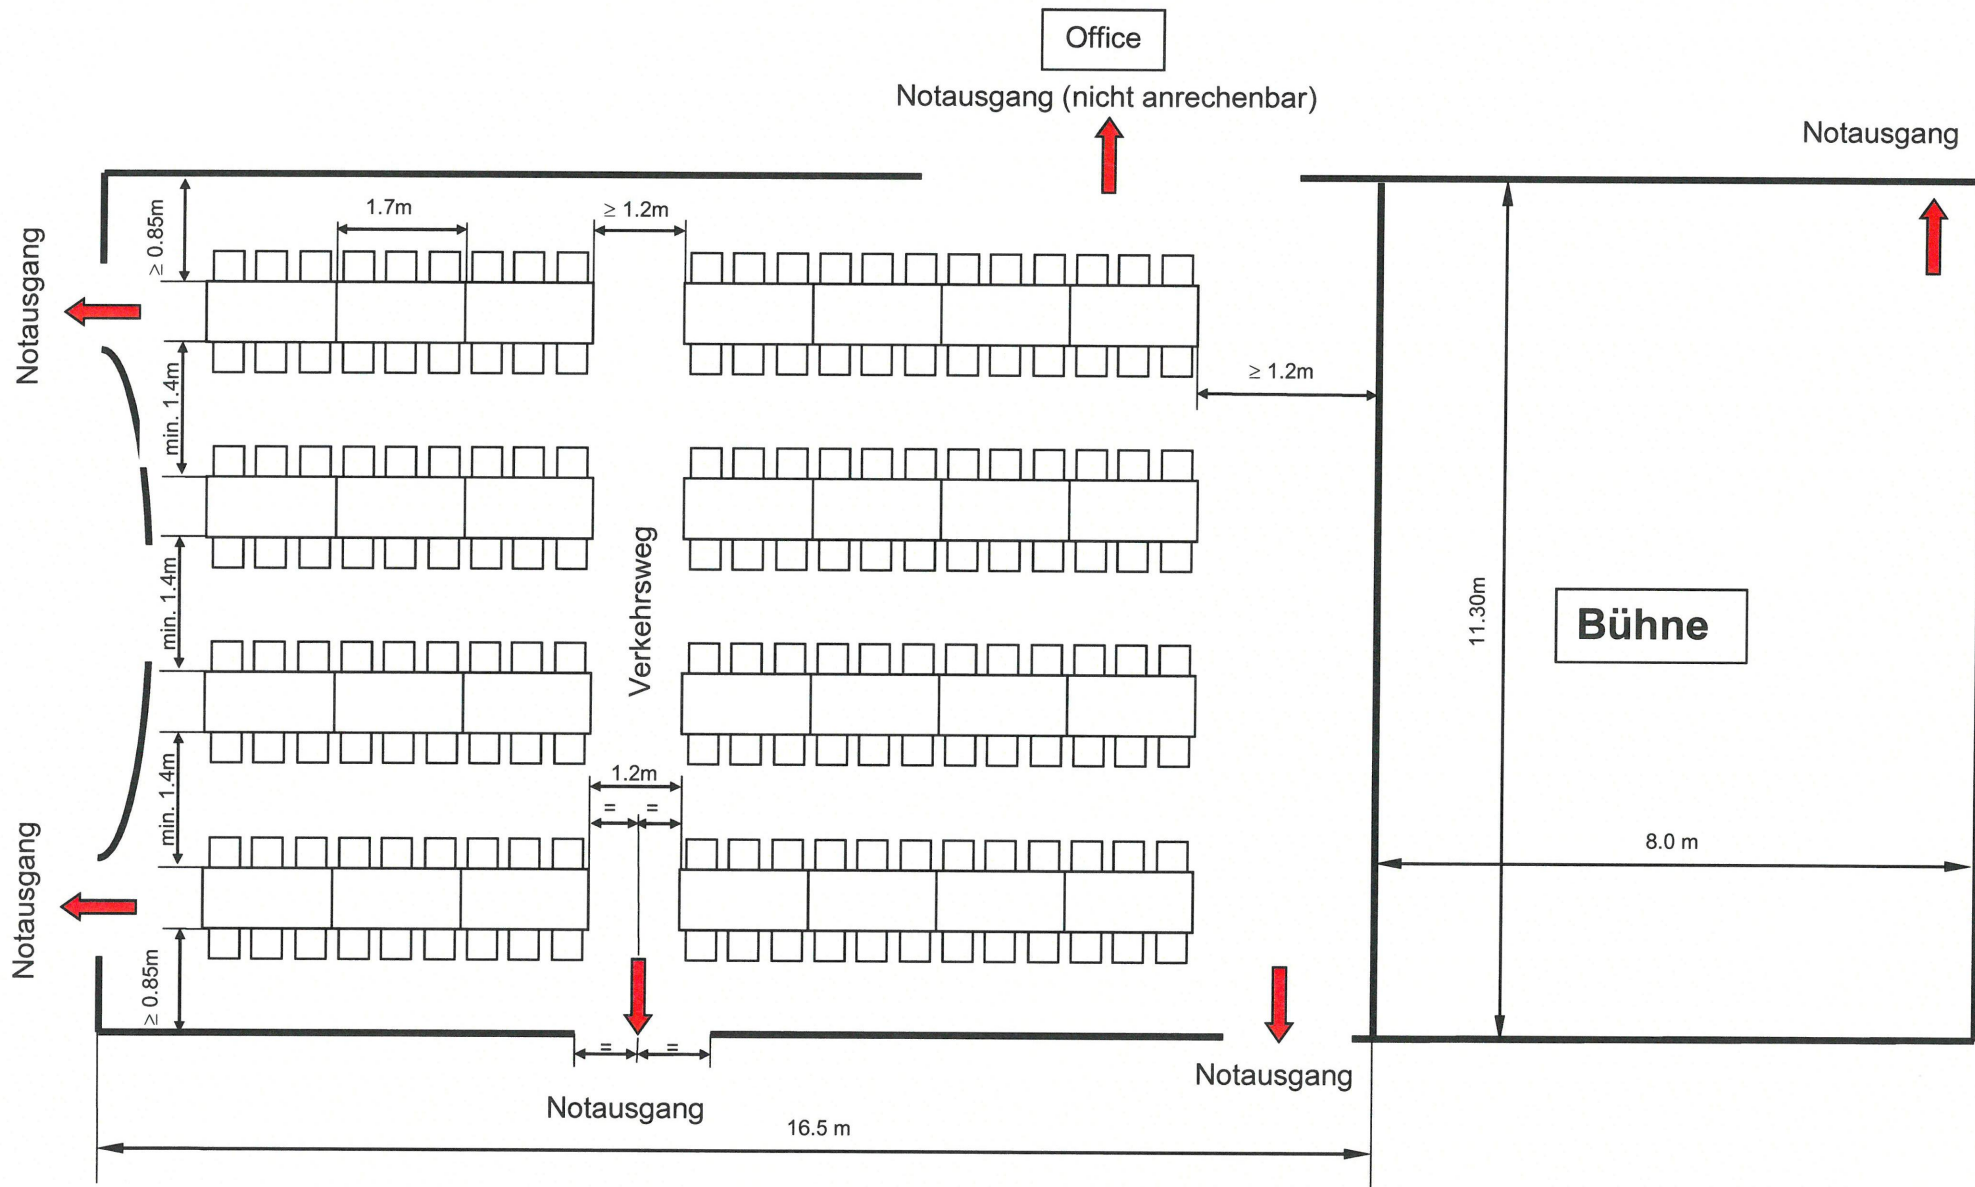 Office
Notausgang (nicht anrechenbar)
Notausgang
1.7m
≥ 1.2m
≥ 0.85m
Notausgang
≥ 1.2m
min. 1.4m
min. 1.4m
Verkehrsweg
11.30m
Bühne
1.2m
= =
min. 1.4m
8.0 m
Notausgang
≥ 0.85m
= =
Notausgang
Notausgang
16.5 m